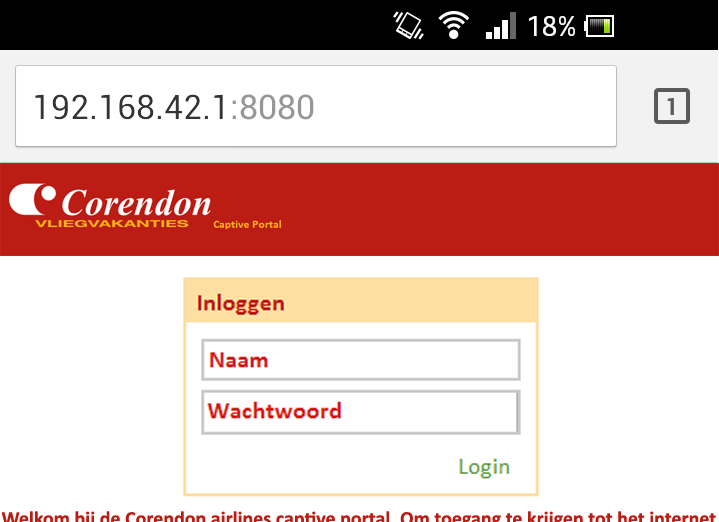 18%
192.168.42.1:8080
1
Corendon
VLIEGVAKANTIES Captive Portal
Inloggen
Naam
Wachtwoord
Login
Welkom bij de Corendon airlines captive portal. Om toegang te krijgen tot het internet